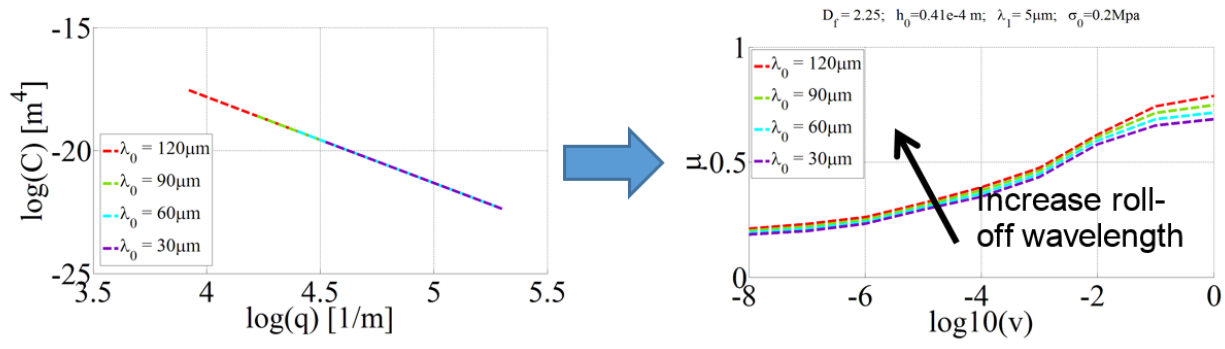 D_f = 2.25; h_0=0.41e-4 m; λ_1= 5μm; σ_0=0.2Mpa
-15
-20
-25
log(C) [m^4]
λ_0 = 120μm
λ_0 = 90μm
λ_0 = 60μm
λ_0 = 30μm
3.5 4 4.5 5 5.5
log(q) [1/m]
1
0.5
0
μ
λ_0 = 120μm
λ_0 = 90μm
λ_0 = 60μm
λ_0 = 30μm
Increase roll-
off wavelength
-8 -6 -4 -2 0
log10(v)